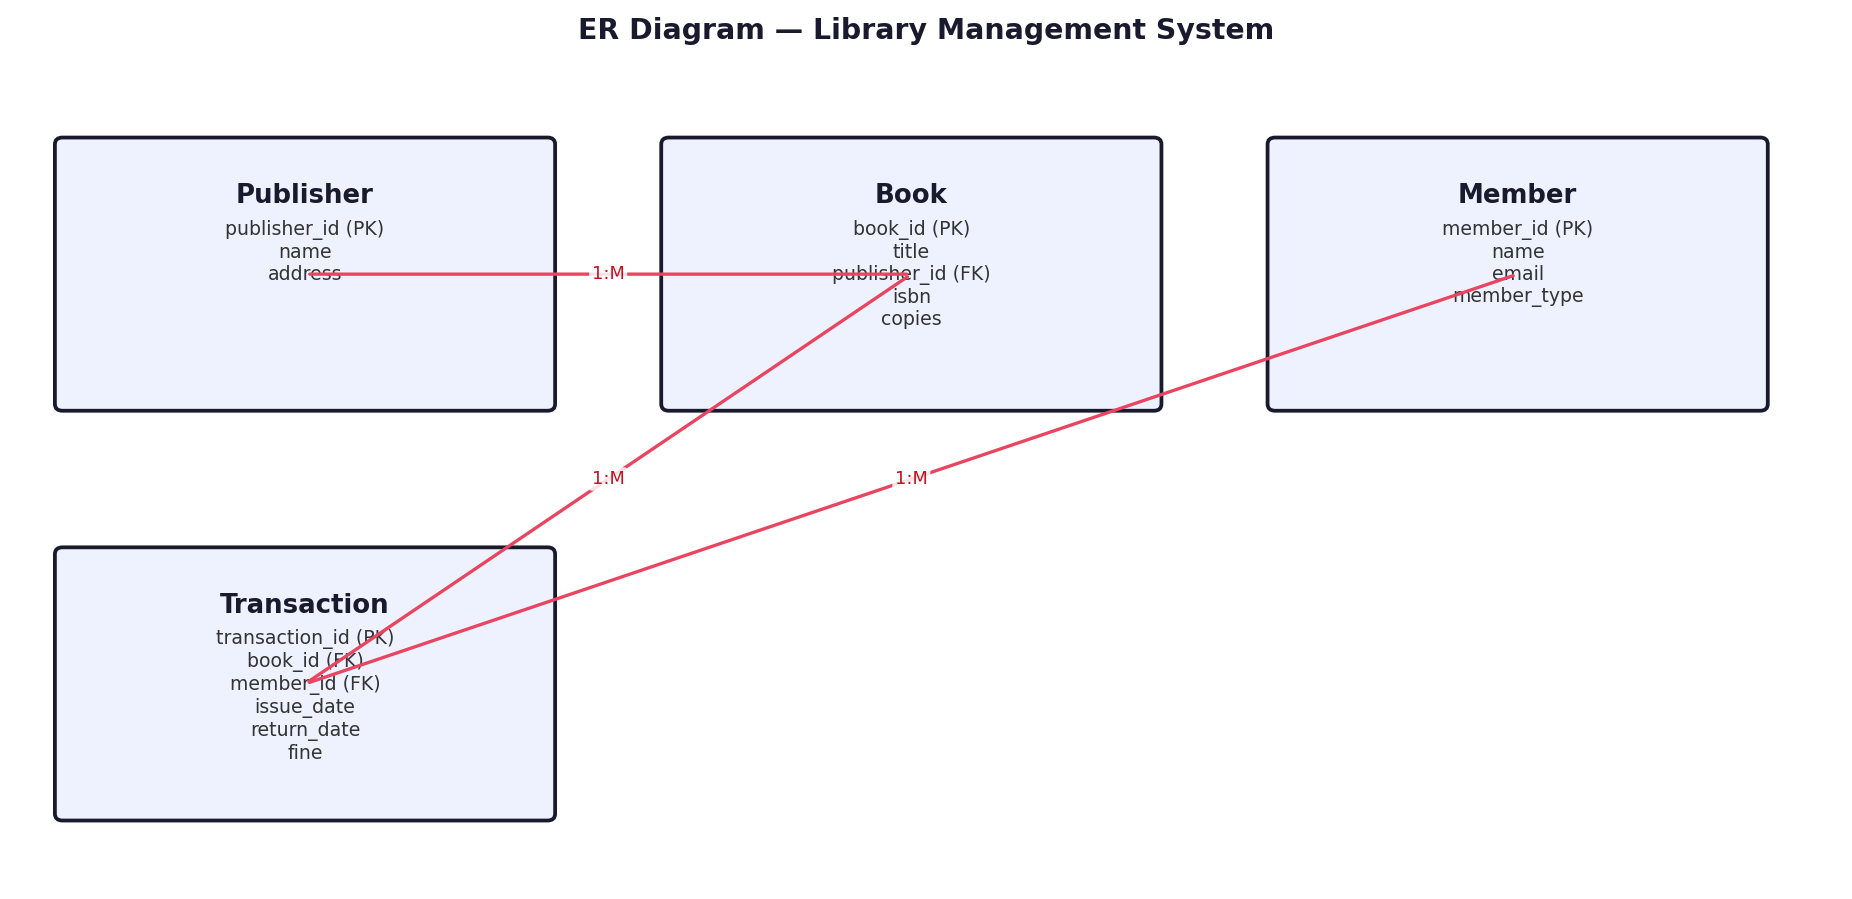 ER Diagram — Library Management System
Publisher
publisher_id (PK)
name
address
1:M
Book
book_id (PK)
title
publisher_id (FK)
isbn
copies
Member
member_id (PK)
name
email
member_type
1:M
1:M
Transaction
transaction_id (PK)
book_id (FK)
member_id (FK)
issue_date
return_date
fine